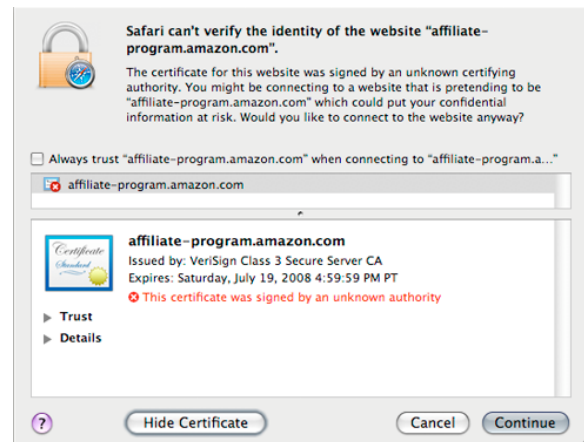 Safari can't verify the identity of the website “affiliate-
program.amazon.com”.
The certificate for this website was signed by an unknown certifying
authority. You might be connecting to a website that is pretending to be
“affiliate-program.amazon.com” which could put your confidential
information at risk. Would you like to connect to the website anyway?
Always trust “affiliate-program.amazon.com” when connecting to “affiliate-program.a...”
affiliate-program.amazon.com
Certificate
Standard
affiliate-program.amazon.com
Issued by: VeriSign Class 3 Secure Server CA
Expires: Saturday, July 19, 2008 4:59:59 PM PT
This certificate was signed by an unknown authority
Trust
Details
?
Hide Certificate
Cancel
Continue